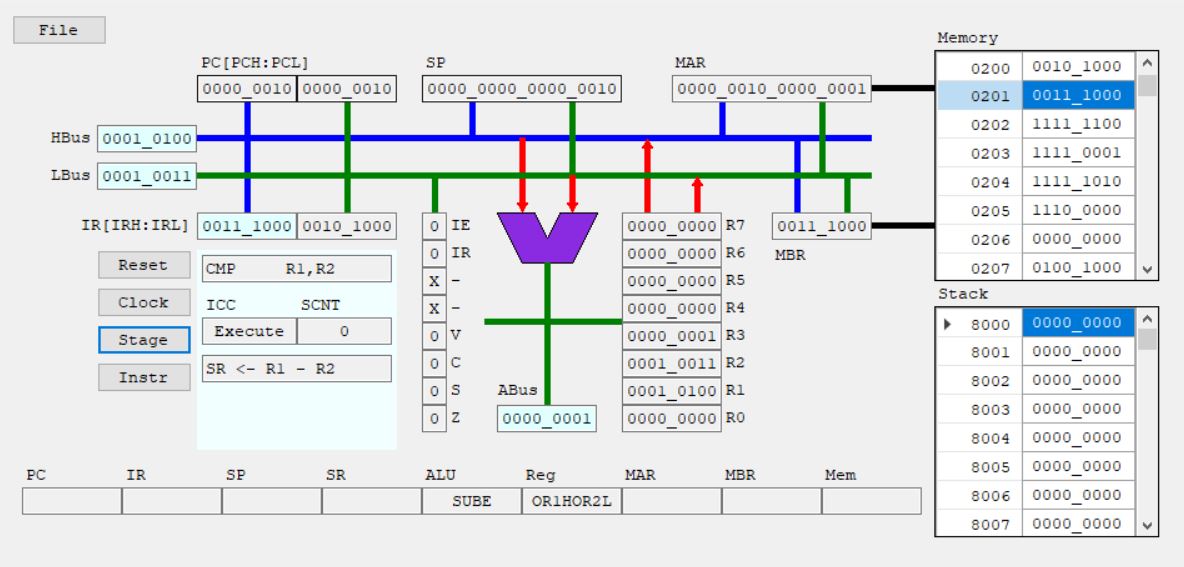 File
Memory
PC[PCH:PCL] SP MAR
0000_0010 0000_0010 0000_0000_0000_0010 0000_0010_0000_0001
0200 0010_1000
0201 0011_1000
0202 1111_1100
0203 1111_0001
0204 1111_1010
0205 1110_0000
0206 0000_0000
0207 0100_1000
HBus 0001_0100
LBus 0001_0011
IR[IRH:IRL] 0011_1000 0010_1000
0 IE
0 IR
X -
X -
0 V
0 C
0 S
0 Z
0000_0000 R7
0000_0000 R6
0000_0000 R5
0000_0000 R4
0000_0001 R3
0001_0011 R2
0001_0100 R1
0000_0000 R0
0011_1000
MBR
Reset
Clock
Stage
Instr
CMP R1,R2
ICC SCNT
Execute 0
SR <- R1 - R2
ABus
0000_0001
Stack
8000 0000_0000
8001 0000_0000
8002 0000_0000
8003 0000_0000
8004 0000_0000
8005 0000_0000
8006 0000_0000
8007 0000_0000
PC IR SP SR ALU Reg MAR MBR Mem
SUBE OR1HOR2L